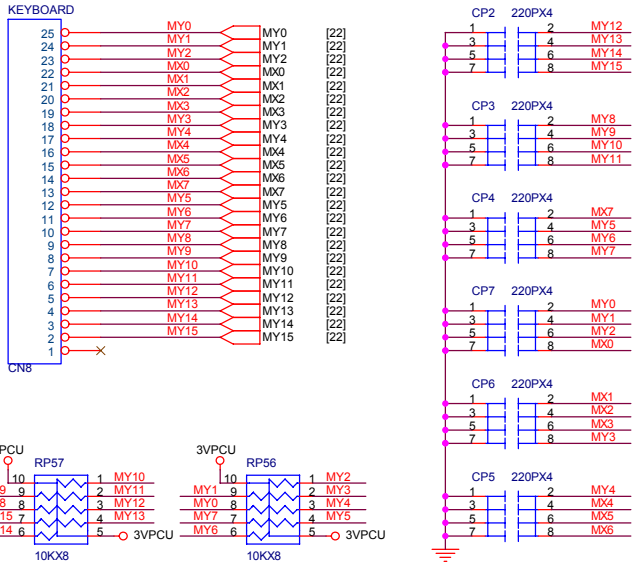 KEYBOARD
25 MY0 MY0 [22]
24 MY1 MY1 [22]
23 MY2 MY2 [22]
22 MX0 MX0 [22]
21 MX1 MX1 [22]
20 MX2 MX2 [22]
19 MX3 MX3 [22]
18 MY3 MY3 [22]
17 MY4 MY4 [22]
16 MX4 MX4 [22]
15 MX5 MX5 [22]
14 MX6 MX6 [22]
13 MX7 MX7 [22]
12 MY5 MY5 [22]
11 MY6 MY6 [22]
10 MY7 MY7 [22]
9 MY8 MY8 [22]
8 MY9 MY9 [22]
7 MY10 MY10 [22]
6 MY11 MY11 [22]
5 MY12 MY12 [22]
4 MY13 MY13 [22]
3 MY14 MY14 [22]
2 MY15 MY15 [22]
1
CN8
CP2 220PX4
1 2 MY12
3 4 MY13
5 6 MY14
7 8 MY15
CP3 220PX4
1 2 MY8
3 4 MY9
5 6 MY10
7 8 MY11
CP4 220PX4
1 2 MX7
3 4 MY5
5 6 MY6
7 8 MY7
CP7 220PX4
1 2 MY0
3 4 MY1
5 6 MY2
7 8 MX0
CP6 220PX4
1 2 MX1
3 4 MX2
5 6 MX3
7 8 MY3
CP5 220PX4
1 2 MY4
3 4 MX4
5 6 MX5
7 8 MX6
PCU
RP57
10 1 MY10
9 9 2 MY11
8 8 3 MY12
15 7 4 MY13
14 6 5 3VPCU
10KX8
3VPCU
RP56
10 1 MY2
MY1 9 2 MY3
MY0 8 3 MY4
MY7 7 4 MY5
MY6 6 5 3VPCU
10KX8